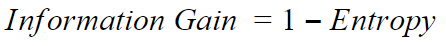 Information Gain = 1 – Entropy